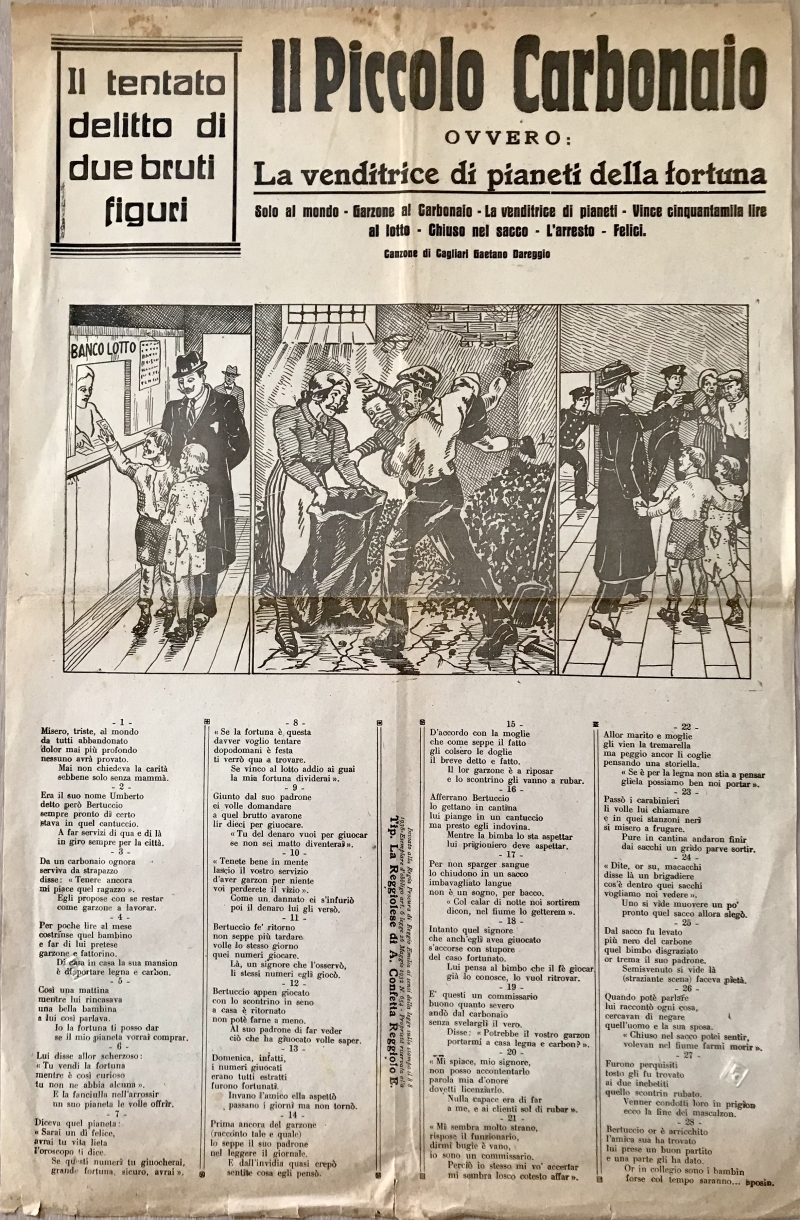 Il tentato
delitto di
due bruti
figuri
Il Piccolo Carbonaio
OVVERO:
La venditrice di pianeti della fortuna
Solo al mondo - Garzone al Carbonaio - La venditrice di pianeti - Vince cinquantamila lire
al lotto - Chiuso nel sacco - L'arresto - Felici.
Canzone di Cagliari Gaetano Dareggio
BANCO LOTTO
- 1 -
Misero, triste, al mondo
da tutti abbandonato
dolor mai più profondo
nessuno avrà provato.
Mai non chiedeva la carità
sebbene solo senza mammà.
- 2 -
Era il suo nome Umberto
detto però Bertuccio
sempre pronto di certo
stava in quel cantuccio.
A far servizi di qua e di là
in giro sempre per la città.
- 3 -
Da un carbonaio ognora
serviva da strapazzo
disse: « Tenere ancora
mi piace quel ragazzo ».
Egli propone con se restar
come garzone a lavorar.
- 4 -
Per poche lire al mese
costrinse quel bambino
e far di lui pretese
garzone e fattorino.
Di casa in casa la sua mansion
è di portare legna e carbon.
- 5 -
Così una mattina
mentre lui rincasava
una bella bambina
a lui così parlava.
Io la fortuna ti posso dar
se il mio pianeta vorrai comprar.
- 6 -
Lui disse allor scherzoso:
« Tu vendi la fortuna
mentre è così curioso
tu non ne abbia alcuna ».
E la fanciulla nell'arrossir
un suo pianeta le volle offrir.
- 7 -
Diceva quel pianeta:
« Sarai un dì felice,
avrai tu vita lieta
l'oroscopo ti dice.
Se questi numeri tu giuocherai,
grande fortuna, sicuro, avrai ».
- 8 -
« Se la fortuna è questa
davver voglio tentare
dopodomani è festa
ti verrò qua a trovare.
Se vinco al lotto addio ai guai
la mia fortuna dividerai ».
- 9 -
Giunto dal suo padrone
ei volle domandare
a quel brutto avarone
lir dieci per giuocare.
« Tu del denaro vuoi per giuocar
se non sei matto diventerai ».
- 10 -
« Tenete bene in mente
lascio il vostro servizio
d'aver garzon per niente
voi perderete il vizio ».
Come un dannato ei s'infuriò
poi il denaro lui gli versò.
- 11 -
Bertuccio fe' ritorno
non seppe più tardare
volle lo stesso giorno
quei numeri giocare.
Là, un signore che l'osservò,
li stessi numeri egli giocò.
- 12 -
Bertuccio appen giocato
con lo scontrino in seno
a casa è ritornato
non potè farne a meno.
Al suo padrone di far veder
ciò che ha giuocato volle saper.
- 13 -
Domenica, infatti,
i numeri giuocati
erano tutti estratti
furono fortunati.
Invano l'amico ella aspettò
passano i giorni ma non tornò.
- 14 -
Prima ancora del garzone
(racconto tale e quale)
lo seppe il suo padrone
nel leggere il giornale.
E dall'invidia quasi crepò
sentite cosa egli pensò.
Tip. La Reggiolese di A. Confetta Reggiolo E.
15 -
D'accordo con la moglie
che come seppe il fatto
gli colsero le doglie
il breve detto e fatto.
Il lor garzone è a riposar
e lo scontrino gli vanno a rubar.
- 16 -
Afferrano Bertuccio
lo gettano in cantina
lui piange in un cantuccio
ma presto egli indovina.
Mentre la bimba lo sta aspettar
lui prigioniero deve aspettar.
- 17 -
Per non sparger sangue
lo chiudono in un sacco
imbavagliato langue
non è un sogno, per bacco.
« Col calar di notte noi sortirem
dicon, nel fiume lo getterem ».
- 18 -
Intanto quel signore
che anch'egli avea giuocato
s'accorse con stupore
del caso fortunato.
Lui pensa al bimbo che il fè giocar
già lo conosce, lo vuol ritrovar.
- 19 -
E' questi un commissario
buono quanto severo
andò dal carbonaio
senza svelargli il vero.
Disse: « Potrebbe il vostro garzon
portarmi a casa legna e carbon? ».
- 20 -
« Mi spiace, mio signore,
non posso accontentarlo
parola mia d'onore
dovetti licenziarlo.
Nulla capace era di far
a me, e ai clienti sol di rubar ».
- 21 -
« Mi sembra molto strano,
rispose il funzionario,
dirmi bugie è vano,
io sono un commissario.
Perciò io stesso mi vo' accertar
mi sembra losco cotesto affar ».
- 22 -
Allor marito e moglie
gli vien la tremarella
ma peggio ancor li coglie
pensando una storiella.
« Se è per la legna non stia a pensar
gliela possiamo ben noi portar ».
- 23 -
Passò i carabinieri
li volle lui chiamare
e in quei stanzoni neri
si misero a frugare.
Pure in cantina andaron finir
dai sacchi un grido parve sortir.
- 24 -
« Dite, or su, macacchi
disse là un brigadiere
cos'è dentro quei sacchi
vogliamo noi vedere ».
Uno si vide muovere un po'
pronto quel sacco allora slegò.
- 25 -
Dal sacco fu levato
più nero del carbone
quel bimbo disgraziato
or trema il suo padrone.
Semisvenuto si vide là
(straziante scena) faceva pietà.
- 26 -
Quando potè parlare
lui raccontò ogni cosa,
cercavan di negare
quell'uomo e la sua sposa.
« Chiuso nel sacco potei sentir,
volevan nel fiume farmi morir ».
- 27 -
Furono perquisiti
tosto gli fu trovato
ai due inebetiti
quello scontrin rubato.
Venner condotti loro in prigion
ecco la fine dei mascalzon.
- 28 -
Bertuccio or è arricchito
l'amica sua ha trovato
lui prese un buon partito
e una parte gli ha dato.
Or in collegio sono i bambin
forse col tempo saranno... sposin.